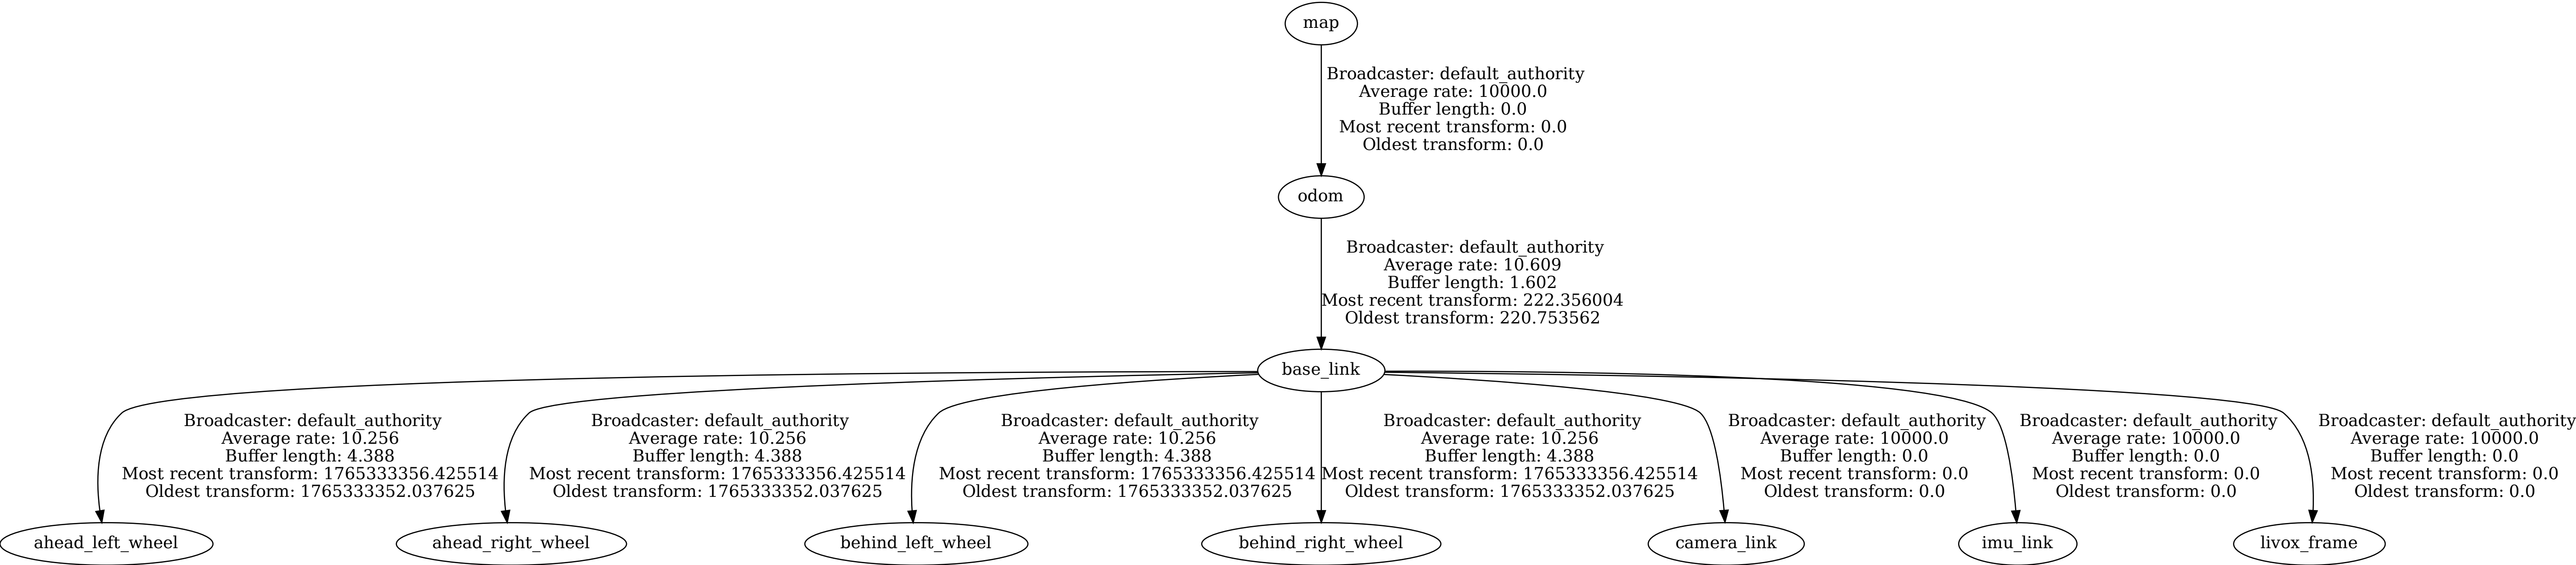 map
Broadcaster: default_authority
Average rate: 10000.0
Buffer length: 0.0
Most recent transform: 0.0
Oldest transform: 0.0
odom
Broadcaster: default_authority
Average rate: 10.609
Buffer length: 1.602
Most recent transform: 222.356004
Oldest transform: 220.753562
base_link
Broadcaster: default_authority
Average rate: 10.256
Buffer length: 4.388
Most recent transform: 1765333356.425514
Oldest transform: 1765333352.037625
Broadcaster: default_authority
Average rate: 10.256
Buffer length: 4.388
Most recent transform: 1765333356.425514
Oldest transform: 1765333352.037625
Broadcaster: default_authority
Average rate: 10.256
Buffer length: 4.388
Most recent transform: 1765333356.425514
Oldest transform: 1765333352.037625
Broadcaster: default_authority
Average rate: 10.256
Buffer length: 4.388
Most recent transform: 1765333356.425514
Oldest transform: 1765333352.037625
Broadcaster: default_authority
Average rate: 10000.0
Buffer length: 0.0
Most recent transform: 0.0
Oldest transform: 0.0
Broadcaster: default_authority
Average rate: 10000.0
Buffer length: 0.0
Most recent transform: 0.0
Oldest transform: 0.0
Broadcaster: default_authority
Average rate: 10000.0
Buffer length: 0.0
Most recent transform: 0.0
Oldest transform: 0.0
ahead_left_wheel
ahead_right_wheel
behind_left_wheel
behind_right_wheel
camera_link
imu_link
livox_frame